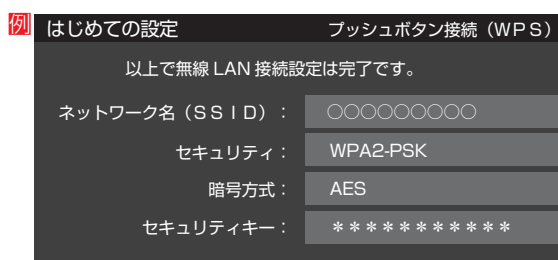 例
はじめての設定 プッシュボタン接続（ＷＰＳ）
以上で無線 LAN 接続設定は完了です。
ネットワーク名（ＳＳＩＤ）： ○○○○○○○○○
セキュリティ： WPA2-PSK
暗号方式： AES
セキュリティキー： ＊＊＊＊＊＊＊＊＊＊＊